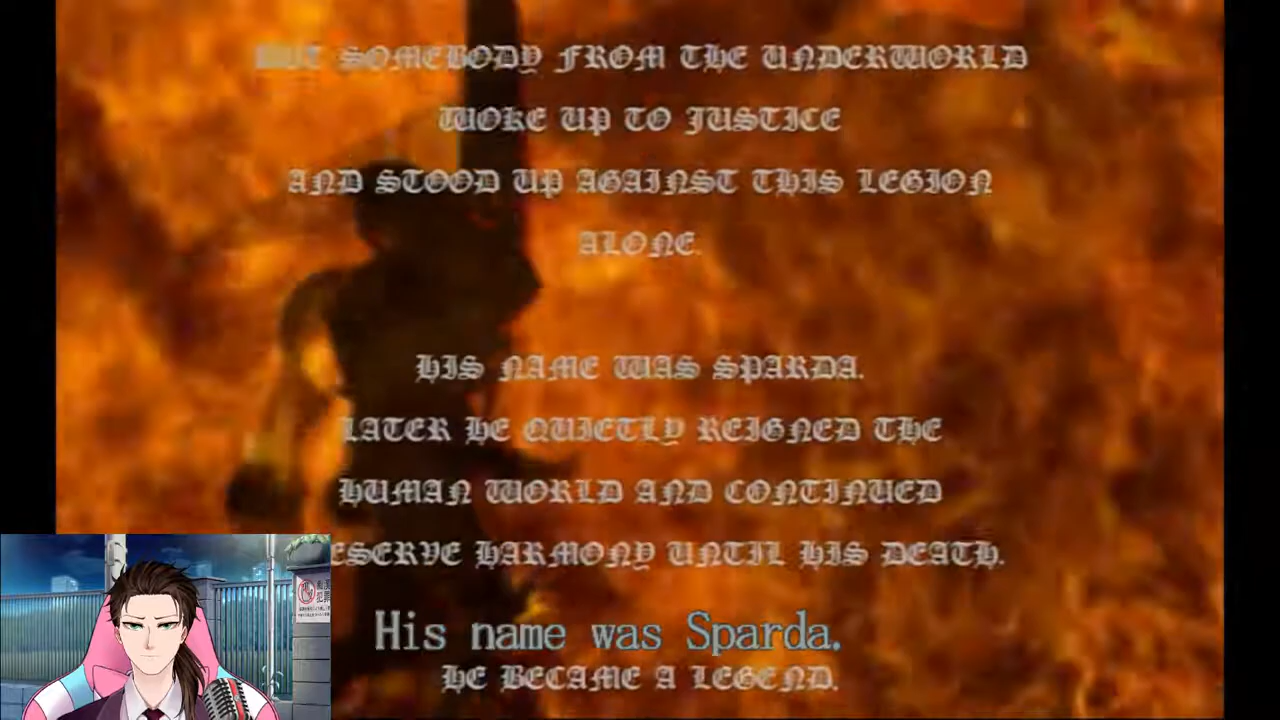 BUT SOMEBODY FROM THE UNDERWORLD
WOKE UP TO JUSTICE
AND STOOD UP AGAINST THIS LEGION
ALONE.
HIS NAME WAS SPARDA.
LATER HE QUIETLY REIGNED THE
HUMAN WORLD AND CONTINUED
ESERVE HARMONY UNTIL HIS DEATH.
His name was Sparda.
HE BECAME A LEGEND.